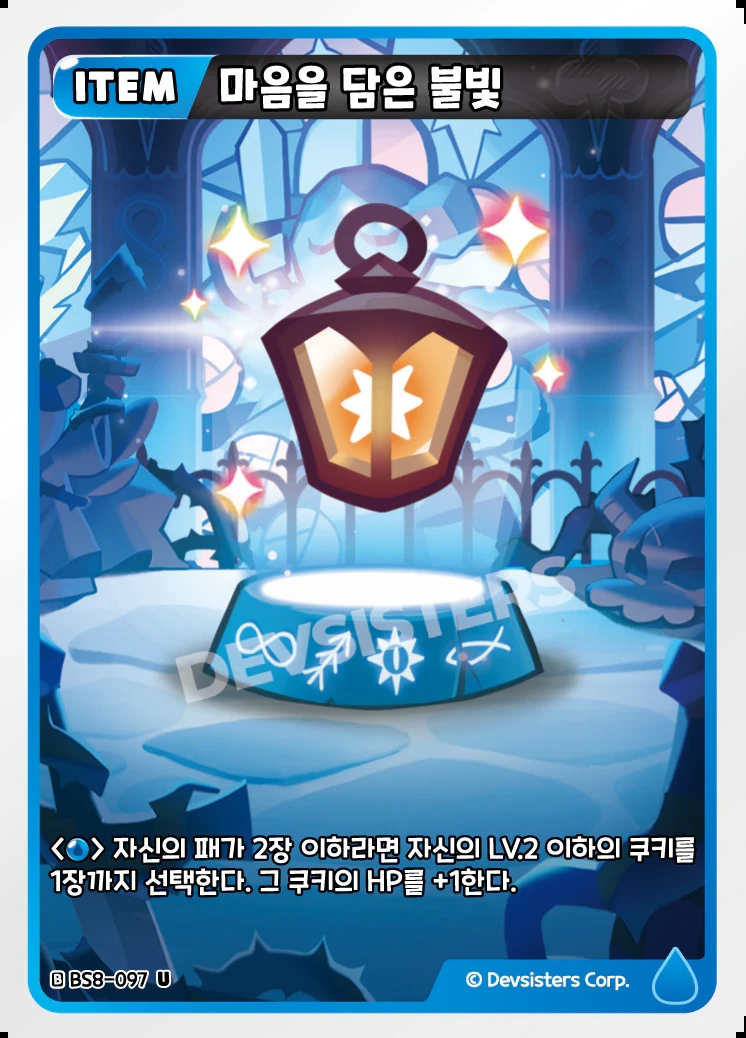 ITEM 마음을 담은 불빛
DEVSISTERS
< > 자신의 패가 2장 이하라면 자신의 LV.2 이하의 쿠키를
1장까지 선택한다. 그 쿠키의 HP를 +1한다.
B BS8-097 U
© Devsisters Corp.